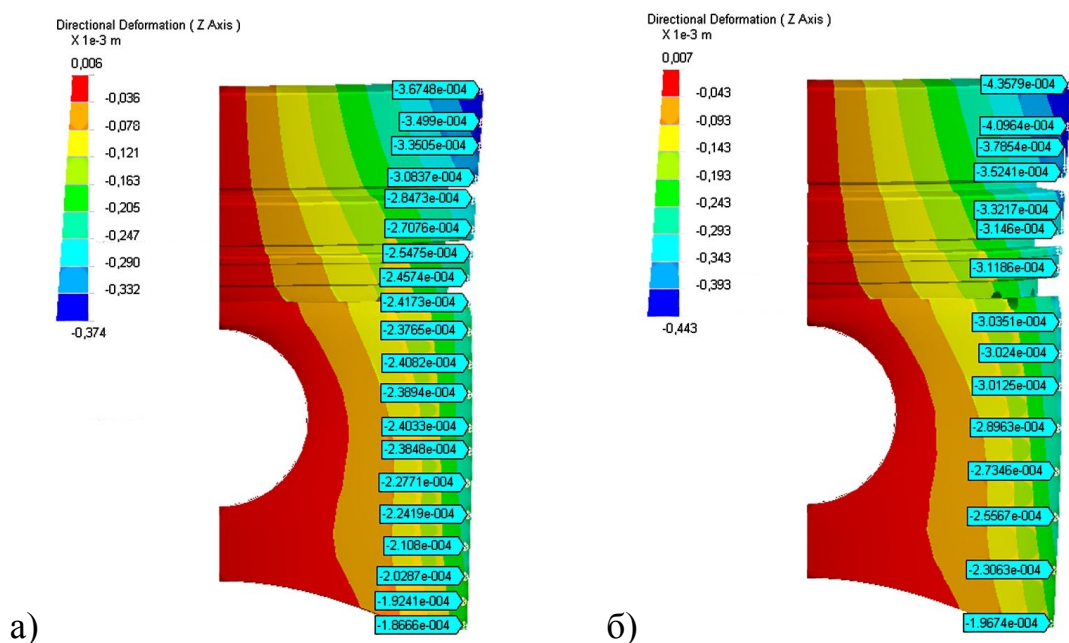 Directional Deformation ( Z Axis )
X 1e-3 m
0,006
-0,036
-0,078
-0,121
-0,163
-0,205
-0,247
-0,290
-0,332
-0,374
-3.6748e-004
-3.499e-004
-3.3505e-004
-3.0837e-004
-2.8473e-004
-2.7076e-004
-2.5475e-004
-2.4574e-004
-2.4173e-004
-2.3765e-004
-2.4082e-004
-2.3894e-004
-2.4033e-004
-2.3848e-004
-2.2771e-004
-2.2419e-004
-2.108e-004
-2.0287e-004
-1.9241e-004
-1.8666e-004
а)
Directional Deformation ( Z Axis )
X 1e-3 m
0,007
-0,043
-0,093
-0,143
-0,193
-0,243
-0,293
-0,343
-0,393
-0,443
-4.3579e-004
-4.0964e-004
-3.7854e-004
-3.5241e-004
-3.3217e-004
-3.146e-004
-3.1186e-004
-3.0351e-004
-3.024e-004
-3.0125e-004
-2.8963e-004
-2.7346e-004
-2.5567e-004
-2.3063e-004
-1.9674e-004
б)